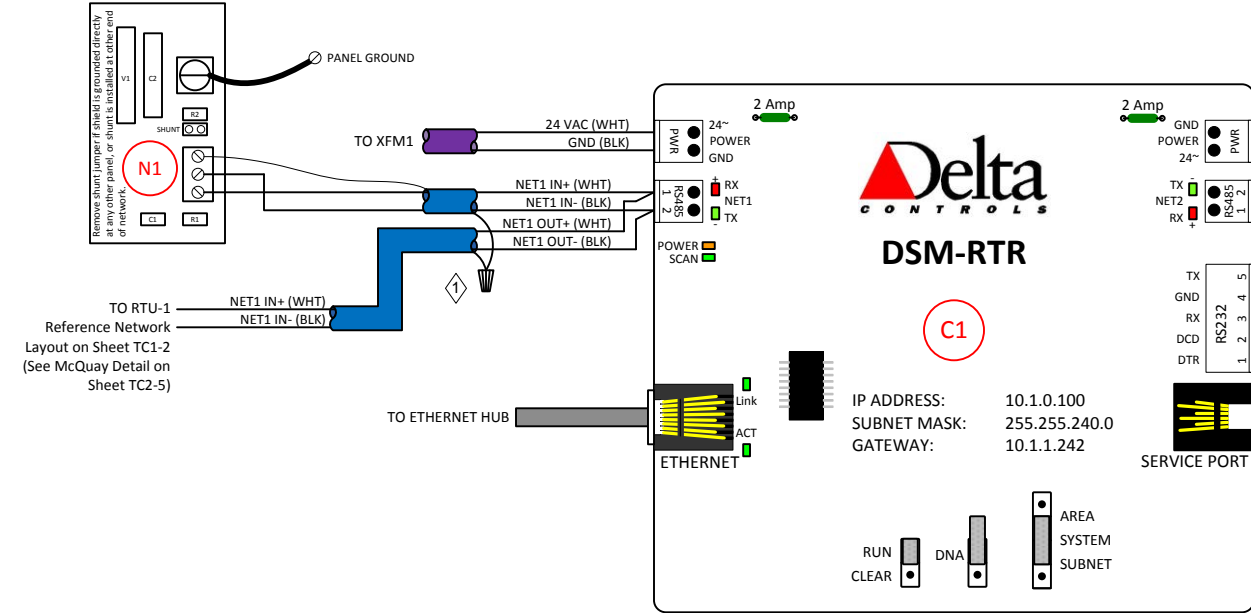 Remove shunt jumper if shield is grounded directly
at any other panel, or shunt is installed at other end
of network.
V1
C2
R2
SHUNT
N1
C1
R1
PANEL GROUND
TO XFM1
24 VAC (WHT)
GND (BLK)
NET1 IN+ (WHT)
NET1 IN- (BLK)
NET1 OUT+ (WHT)
NET1 OUT- (BLK)
1
TO RTU-1
Reference Network
Layout on Sheet TC1-2
(See McQuay Detail on
Sheet TC2-5)
NET1 IN+ (WHT)
NET1 IN- (BLK)
TO ETHERNET HUB
2 Amp
PWR
24~
POWER
GND
RS485
1 2
+
RX
NET1
TX
-
POWER
SCAN
Link
ACT
ETHERNET
Delta
CONTROLS
DSM-RTR
C1
IP ADDRESS: 10.1.0.100
SUBNET MASK: 255.255.240.0
GATEWAY: 10.1.1.242
RUN
CLEAR
DNA
AREA
SYSTEM
SUBNET
2 Amp
GND
POWER
24~
PWR
-
TX
NET2
RX
+
RS485
1 2
TX 5
GND 4
RX 3
DCD 2
DTR 1
RS232
SERVICE PORT